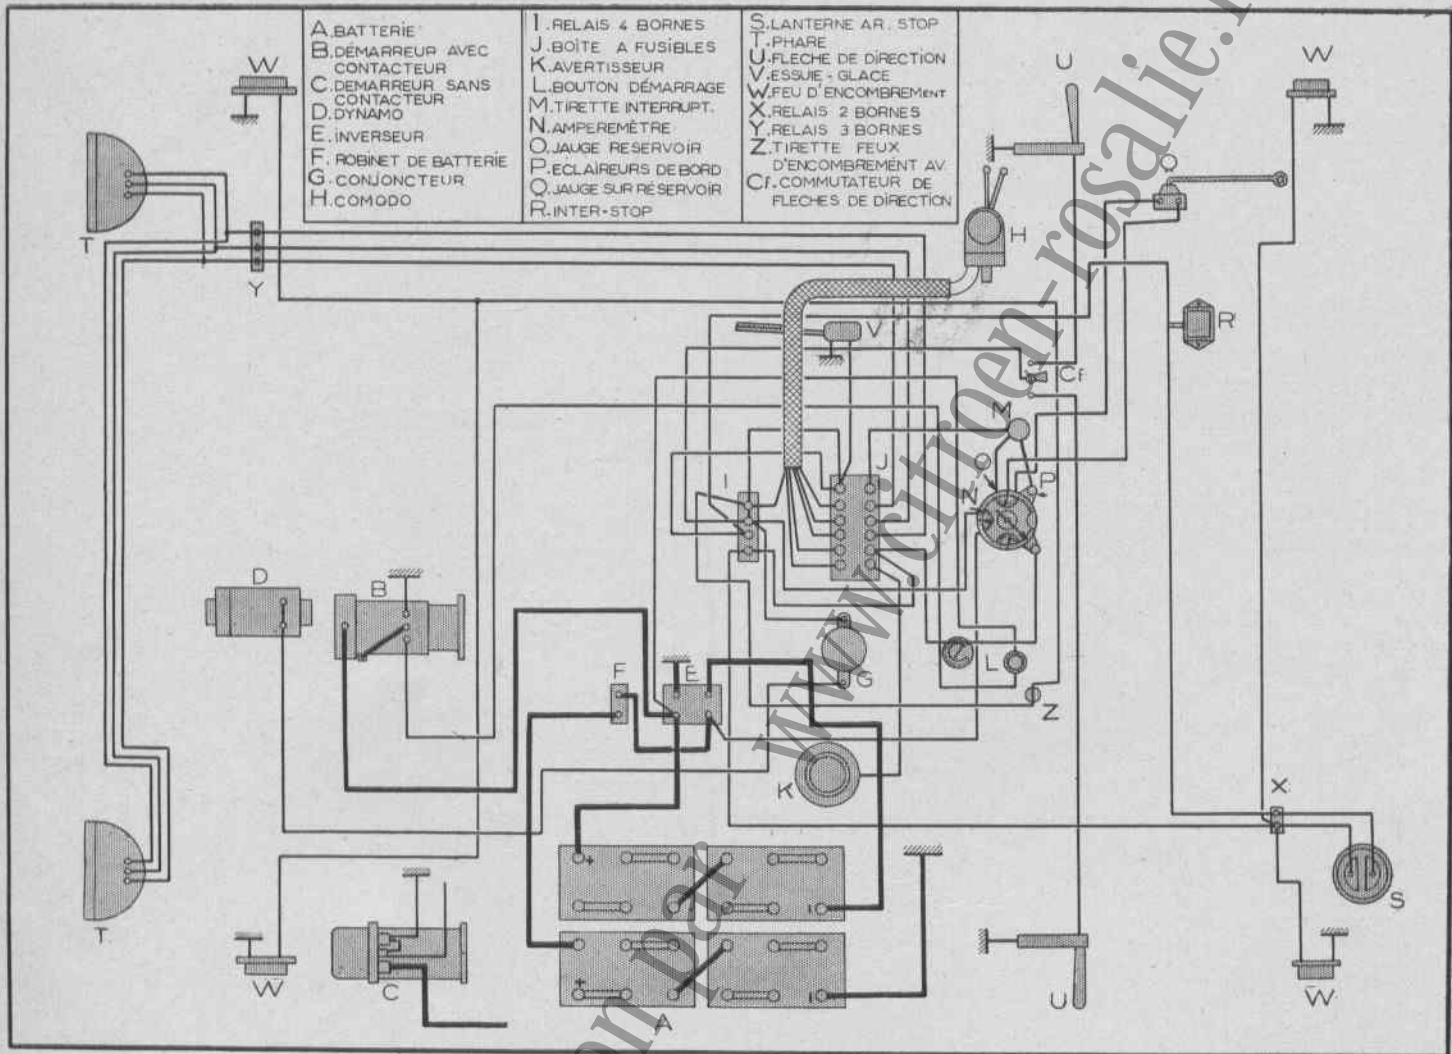 A. BATTERIE
B. DÉMARREUR AVEC
CONTACTEUR
C. DEMARREUR SANS
CONTACTEUR
D. DYNAMO
E. INVERSEUR
F. ROBINET DE BATTERIE
G. CONJONCTEUR
H. COMODO
I. RELAIS 4 BORNES
J. BOÎTE A FUSIBLES
K. AVERTISSEUR
L. BOUTON DÉMARRAGE
M. TIRETTE INTERRUPT.
N. AMPEREMÈTRE
O. JAUGE RESERVOIR
P. ECLAIREURS DE BORD
Q. JAUGE SUR RÉSERVOIR
R. INTER-STOP
S. LANTERNE AR. STOP
T. PHARE
U. FLECHE DE DIRECTION
V. ESSUIE-GLACE
W. FEU D'ENCOMBREMENT
X. RELAIS 2 BORNES
Y. RELAIS 3 BORNES
Z. TIRETTE FEUX
D'ENCOMBREMENT AV
Cf. COMMUTATEUR DE
FLECHES DE DIRECTION
W
U
W
Q
T
Y
H
V
R
Cf
M
J
I
O
N
P
D
B
F
E
G
L
Z
K
X
T
S
W
C
A
U
W
+
+
www.citroen-rosalie.
on par